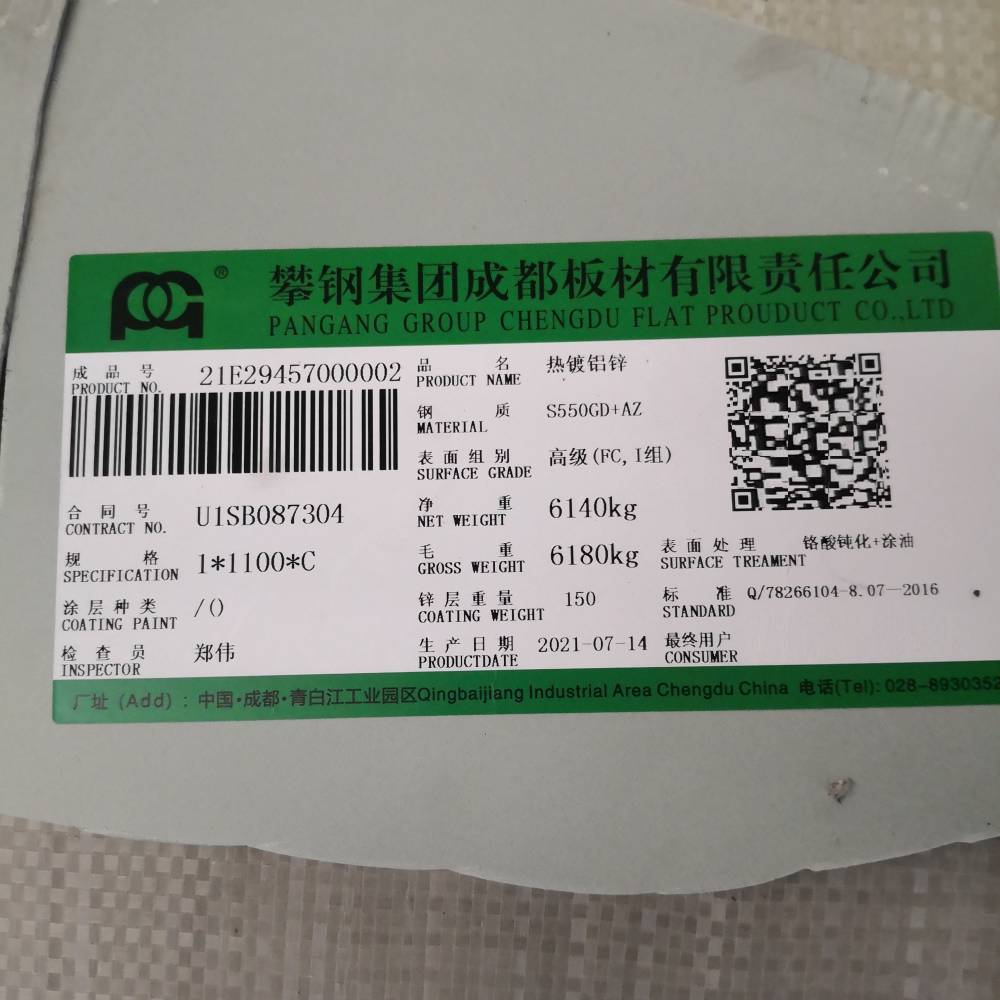 PG®
攀钢集团成都板材有限责任公司
PANGANG GROUP CHENGDU FLAT PROUDUCT CO.,LTD
成品号 PRODUCT NO. 21E29457000002
品名 PRODUCT NAME 热镀铝锌
钢质 MATERIAL S550GD+AZ
表面组别 SURFACE GRADE 高级(FC,I组)
合同号 CONTRACT NO. U1SB087304
净重 NET WEIGHT 6140kg
规格 SPECIFICATION 1*1100*C
毛重 GROSS WEIGHT 6180kg
表面处理 SURFACE TREAMENT 铬酸钝化+涂油
涂层种类 COATING PAINT /()
锌层重量 COATING WEIGHT 150
标准 STANDARD Q/78266104-8.07-2016
检查员 INSPECTOR 郑伟
生产日期 PRODUCTDATE 2021-07-14
最终用户 CONSUMER
厂址 (Add) : 中国·成都·青白江工业园区Qingbaijiang Industrial Area Chengdu China 电话(Tel): 028-8930352